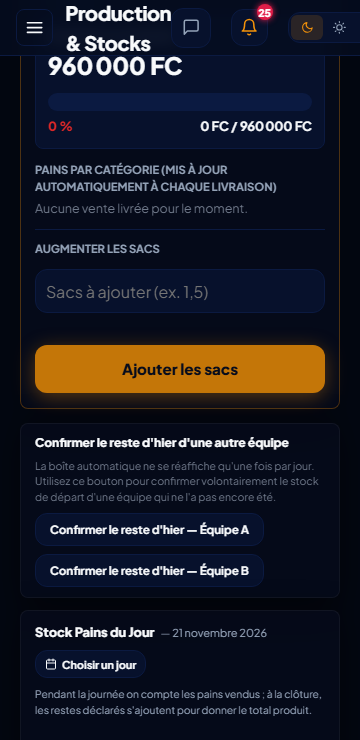 Production
& Stocks
25
960 000 FC
0 %
0 FC / 960 000 FC
PAINS PAR CATÉGORIE (MIS À JOUR
AUTOMATIQUEMENT À CHAQUE LIVRAISON)
Aucune vente livrée pour le moment.
AUGMENTER LES SACS
Sacs à ajouter (ex. 1,5)
Ajouter les sacs
Confirmer le reste d'hier d'une autre équipe
La boîte automatique ne se réaffiche qu'une fois par jour.
Utilisez ce bouton pour confirmer volontairement le stock
de départ d'une équipe qui ne l'a pas encore été.
Confirmer le reste d'hier — Équipe A
Confirmer le reste d'hier — Équipe B
Stock Pains du Jour — 21 novembre 2026
Choisir un jour
Pendant la journée on compte les pains vendus ; à la clôture,
les restes déclarés s'ajoutent pour donner le total produit.